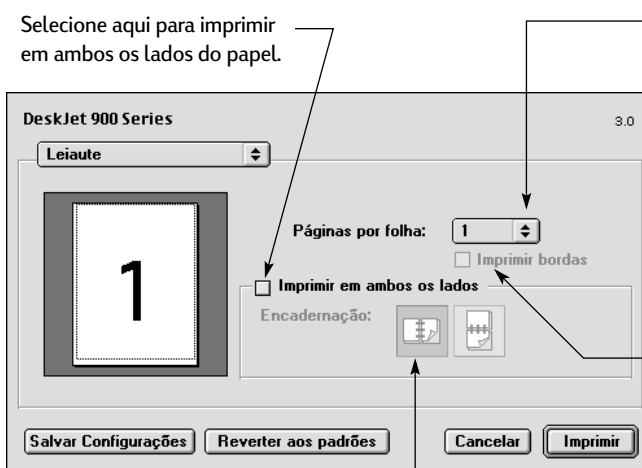 Selecione aqui para imprimir
em ambos os lados do papel.
DeskJet 900 Series
3.0
Leiaute
1
Páginas por folha:
1
Imprimir bordas
Imprimir em ambos os lados
Encadernação:
Salvar Configurações
Reverter aos padrões
Cancelar
Imprimir